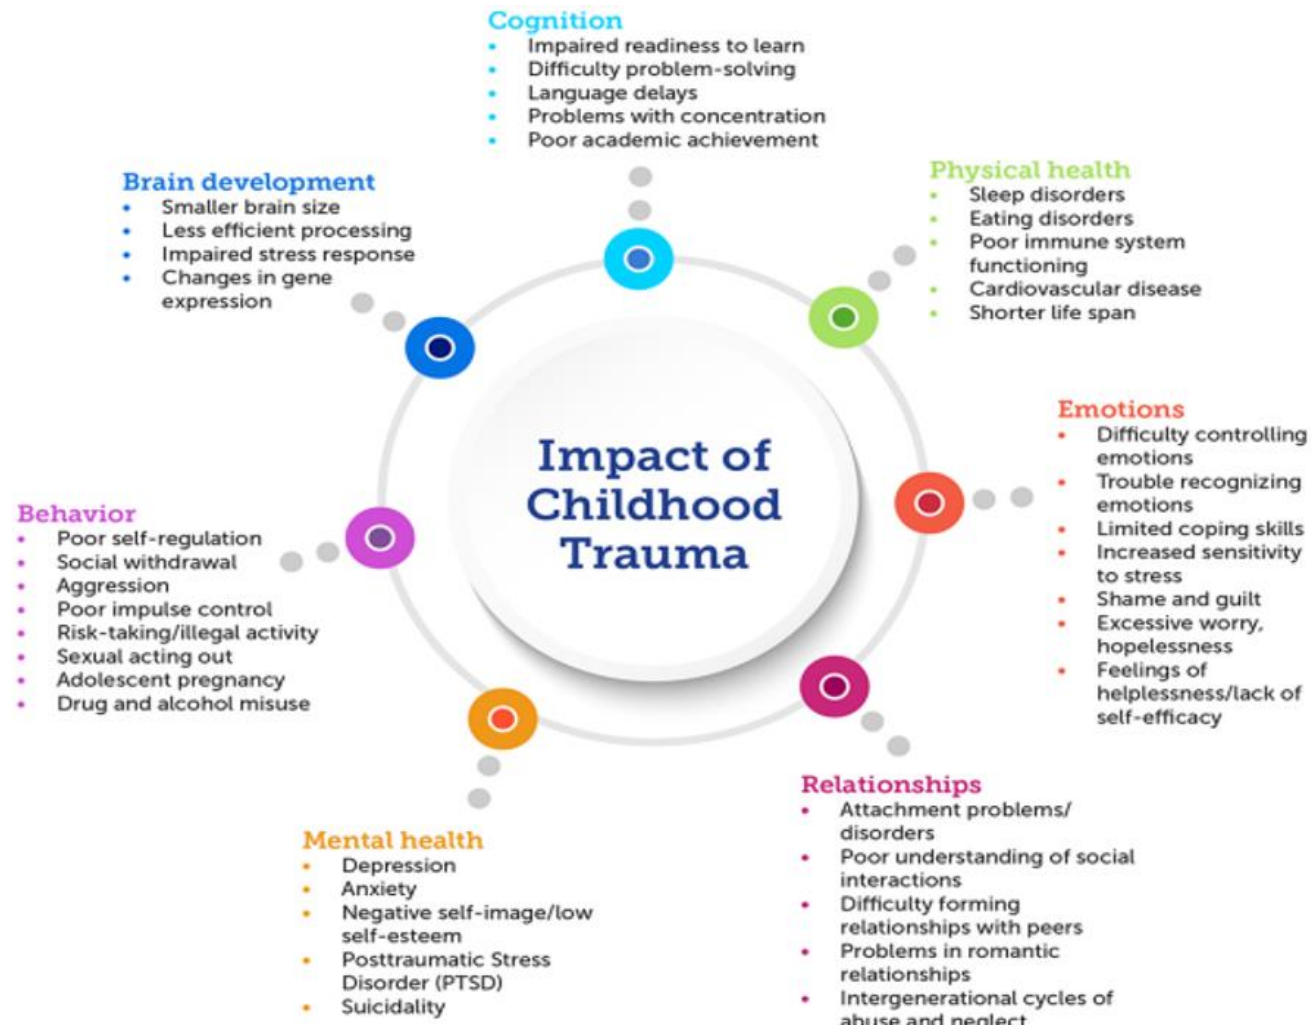 Cognition
• Impaired readiness to learn
• Difficulty problem-solving
• Language delays
• Problems with concentration
• Poor academic achievement
Physical health
• Sleep disorders
• Eating disorders
• Poor immune system
functioning
• Cardiovascular disease
• Shorter life span
Emotions
• Difficulty controlling
emotions
• Trouble recognizing
emotions
• Limited coping skills
• Increased sensitivity
to stress
• Shame and guilt
• Excessive worry,
hopelessness
• Feelings of
helplessness/lack of
self-efficacy
Relationships
• Attachment problems/
disorders
• Poor understanding of social
interactions
• Difficulty forming
relationships with peers
• Problems in romantic
relationships
• Intergenerational cycles of
abuse and neglect
Mental health
• Depression
• Anxiety
• Negative self-image/low
self-esteem
• Posttraumatic Stress
Disorder (PTSD)
• Suicidality
Behavior
• Poor self-regulation
• Social withdrawal
• Aggression
• Poor impulse control
• Risk-taking/illegal activity
• Sexual acting out
• Adolescent pregnancy
• Drug and alcohol misuse
Brain development
• Smaller brain size
• Less efficient processing
• Impaired stress response
• Changes in gene
expression
Impact of
Childhood
Trauma